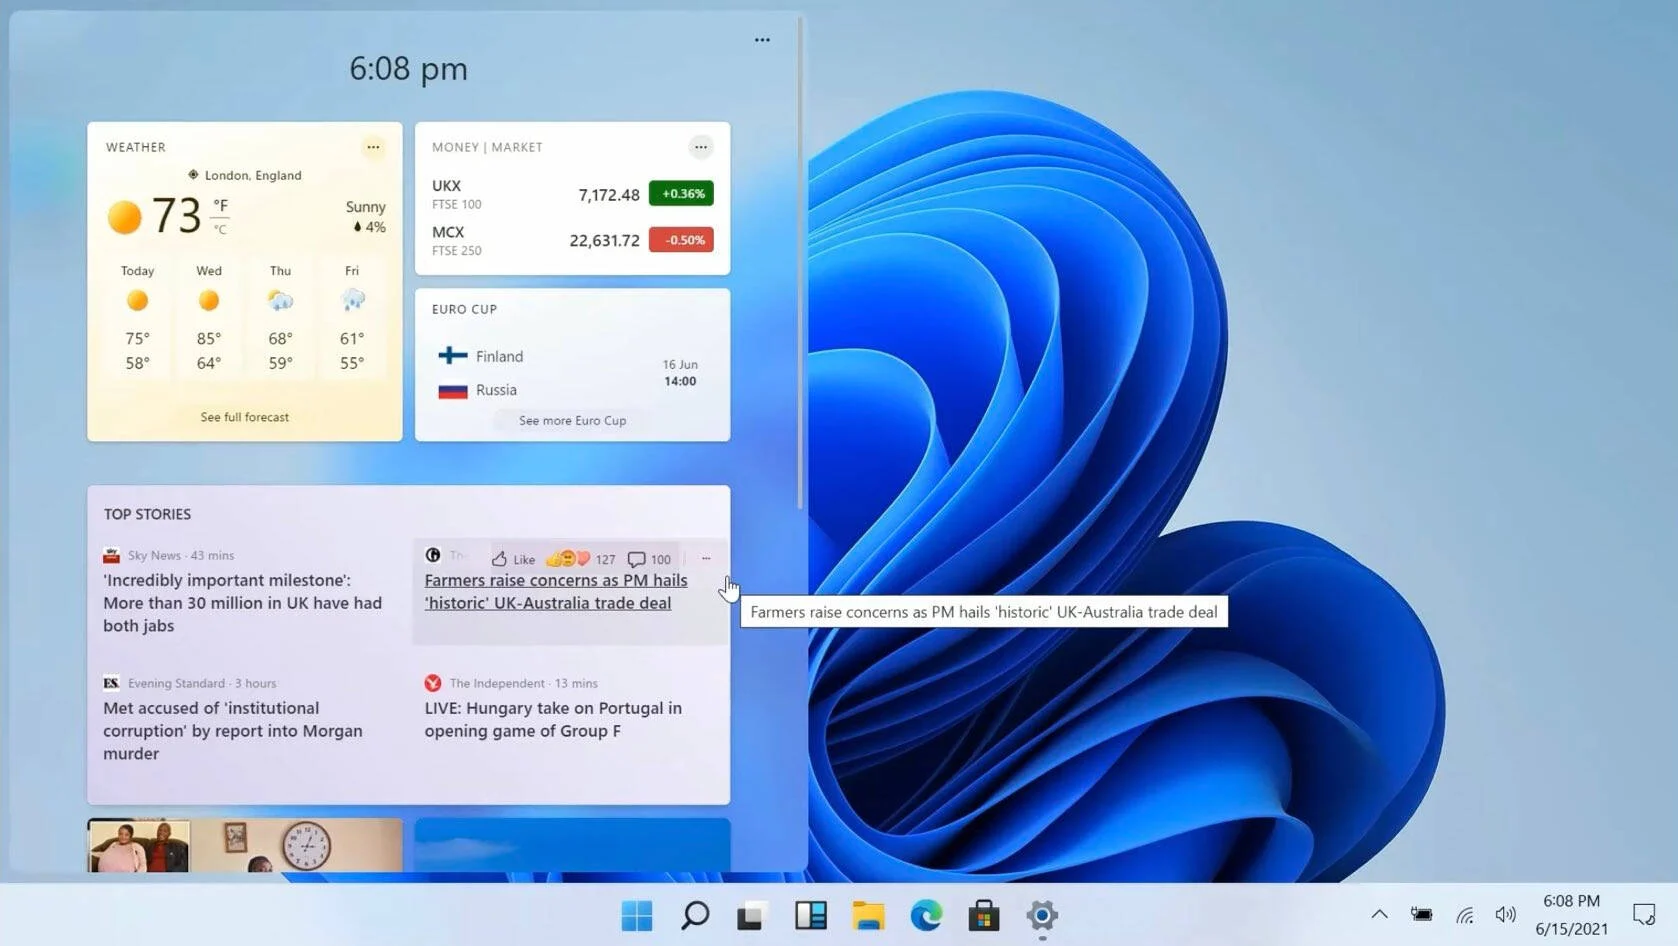 6:08 pm
WEATHER
London, England
73 °F
°C
Sunny
4%
Today Wed Thu Fri
75° 85° 68° 61°
58° 64° 59° 55°
See full forecast
MONEY | MARKET
UKX 7,172.48 +0.36%
FTSE 100
MCX 22,631.72 -0.50%
FTSE 250
EURO CUP
Finland
Russia
16 Jun
14:00
See more Euro Cup
TOP STORIES
Sky News · 43 mins
'Incredibly important milestone':
More than 30 million in UK have had
both jabs
Like 127 100
Farmers raise concerns as PM hails
'historic' UK-Australia trade deal
Farmers raise concerns as PM hails 'historic' UK-Australia trade deal
ES Evening Standard · 3 hours
Met accused of 'institutional
corruption' by report into Morgan
murder
The Independent · 13 mins
LIVE: Hungary take on Portugal in
opening game of Group F
6:08 PM
6/15/2021